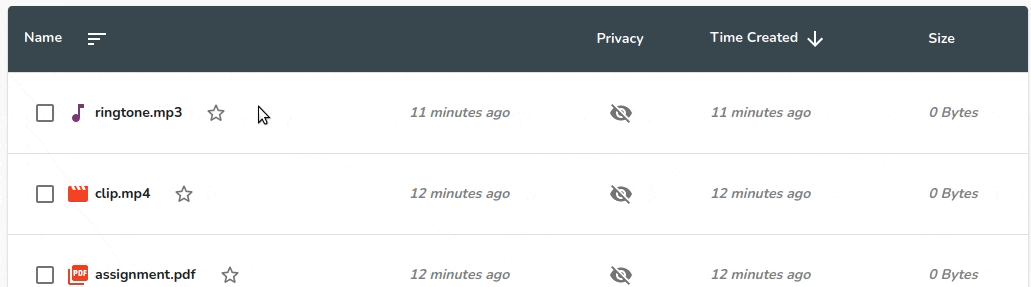 Name Privacy Time Created Size
ringtone.mp3 11 minutes ago 11 minutes ago 0 Bytes
clip.mp4 12 minutes ago 12 minutes ago 0 Bytes
PDF assignment.pdf 12 minutes ago 12 minutes ago 0 Bytes